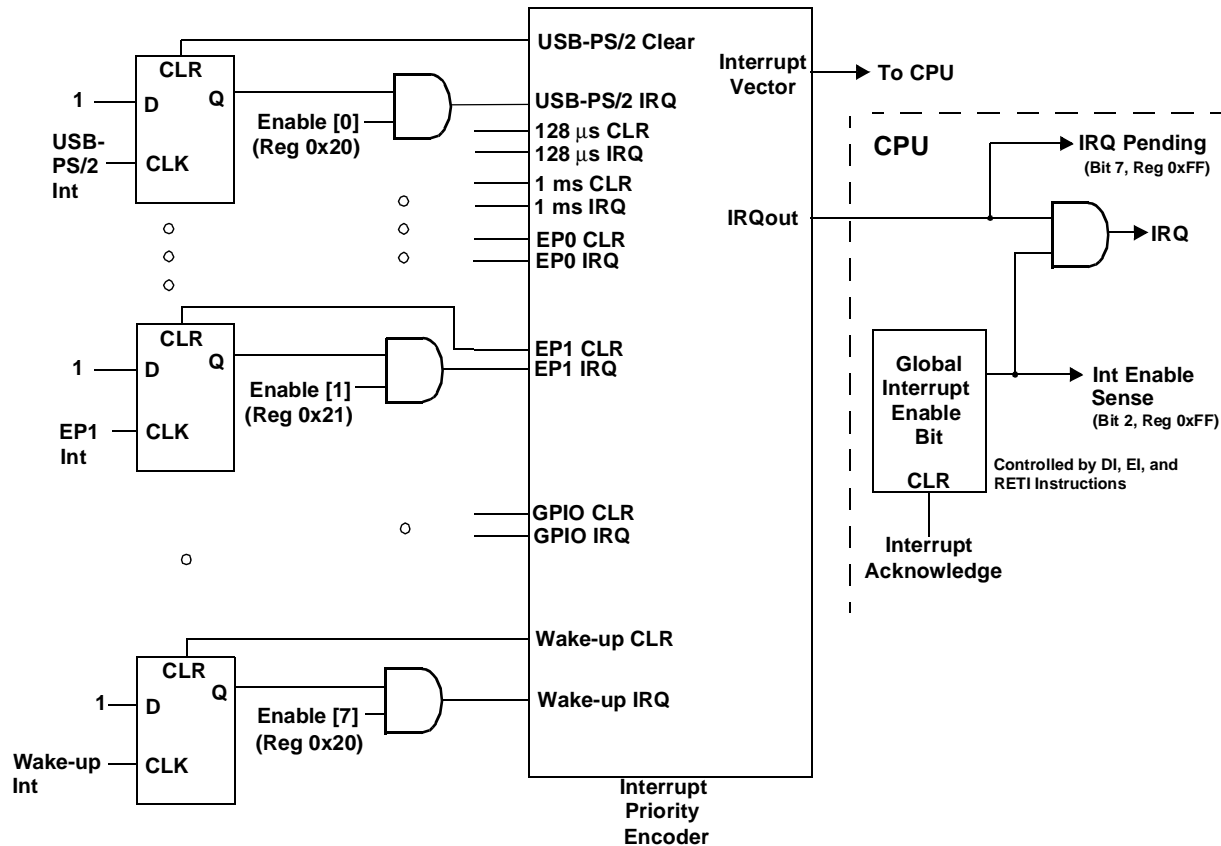 USB-PS/2 Clear
CLR
Q
1
D
USB-
PS/2
Int
CLK
Enable [0]
(Reg 0x20)
USB-PS/2 IRQ
128 μs CLR
128 μs IRQ
1 ms CLR
1 ms IRQ
EP0 CLR
EP0 IRQ
Interrupt
Vector
To CPU
CPU
IRQ Pending
(Bit 7, Reg 0xFF)
IRQout
IRQ
CLR
Q
1
D
EP1
Int
CLK
Enable [1]
(Reg 0x21)
EP1 CLR
EP1 IRQ
Global
Interrupt
Enable
Bit
CLR
Int Enable
Sense
(Bit 2, Reg 0xFF)
Controlled by DI, EI, and
RETI Instructions
Interrupt
Acknowledge
GPIO CLR
GPIO IRQ
Wake-up CLR
CLR
Q
1
D
Wake-up
Int
CLK
Enable [7]
(Reg 0x20)
Wake-up IRQ
Interrupt
Priority
Encoder